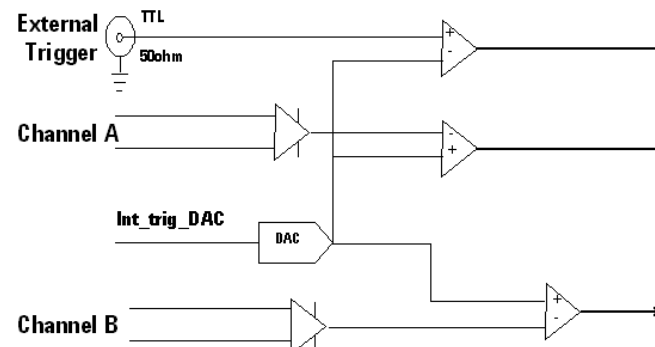 External
Trigger
TTL
50ohm
+
-
Channel A
-
+
Int_trig_DAC
DAC
+
-
Channel B